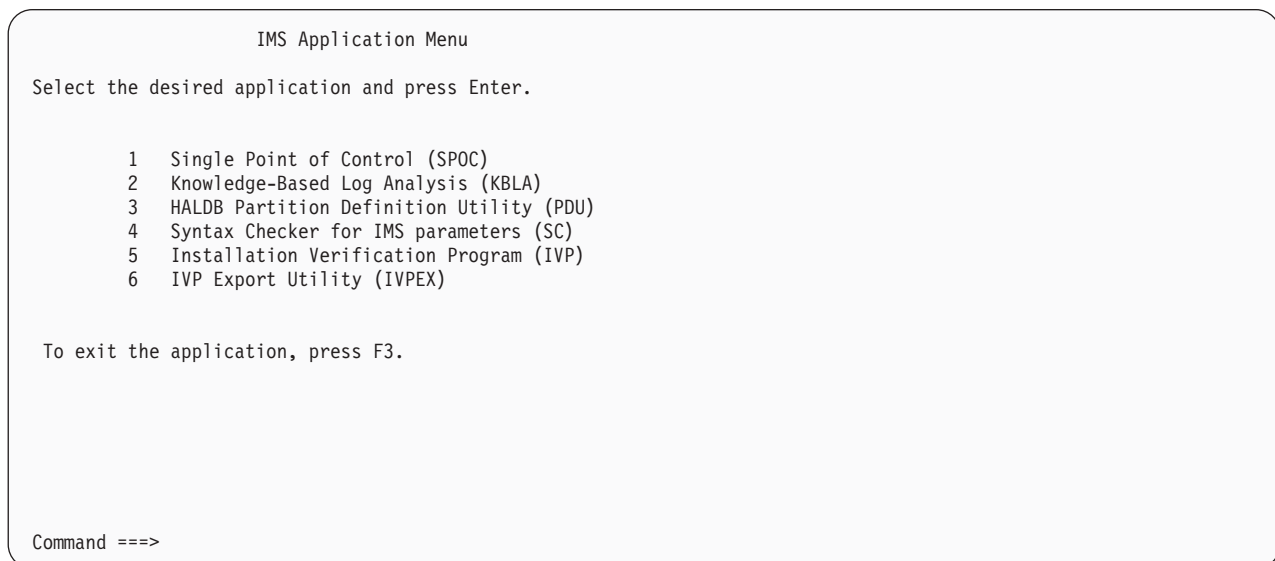 IMS Application Menu
Select the desired application and press Enter.
1 Single Point of Control (SPOC)
2 Knowledge-Based Log Analysis (KBLA)
3 HALDB Partition Definition Utility (PDU)
4 Syntax Checker for IMS parameters (SC)
5 Installation Verification Program (IVP)
6 IVP Export Utility (IVPEX)
To exit the application, press F3.
Command ===>